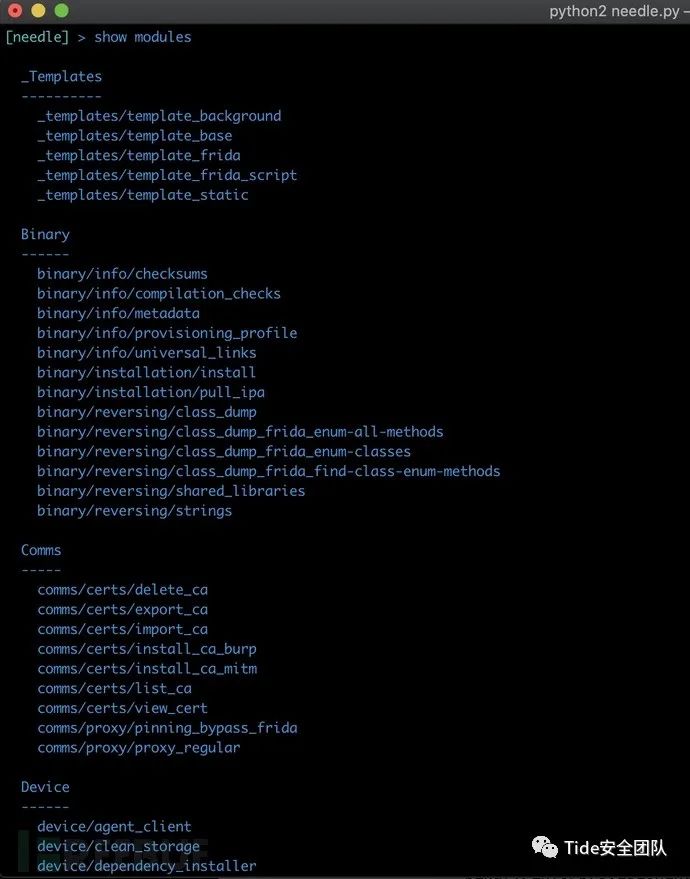 python2 needle.py —
[needle] > show modules
_Templates
----------
_templates/template_background
_templates/template_base
_templates/template_frida
_templates/template_frida_script
_templates/template_static
Binary
------
binary/info/checksums
binary/info/compilation_checks
binary/info/metadata
binary/info/provisioning_profile
binary/info/universal_links
binary/installation/install
binary/installation/pull_ipa
binary/reversing/class_dump
binary/reversing/class_dump_frida_enum-all-methods
binary/reversing/class_dump_frida_enum-classes
binary/reversing/class_dump_frida_find-class-enum-methods
binary/reversing/shared_libraries
binary/reversing/strings
Comms
-----
comms/certs/delete_ca
comms/certs/export_ca
comms/certs/import_ca
comms/certs/install_ca_burp
comms/certs/install_ca_mitm
comms/certs/list_ca
comms/certs/view_cert
comms/proxy/pinning_bypass_frida
comms/proxy/proxy_regular
Device
------
device/agent_client
device/clean_storage
device/dependency_installer
Tide安全团队